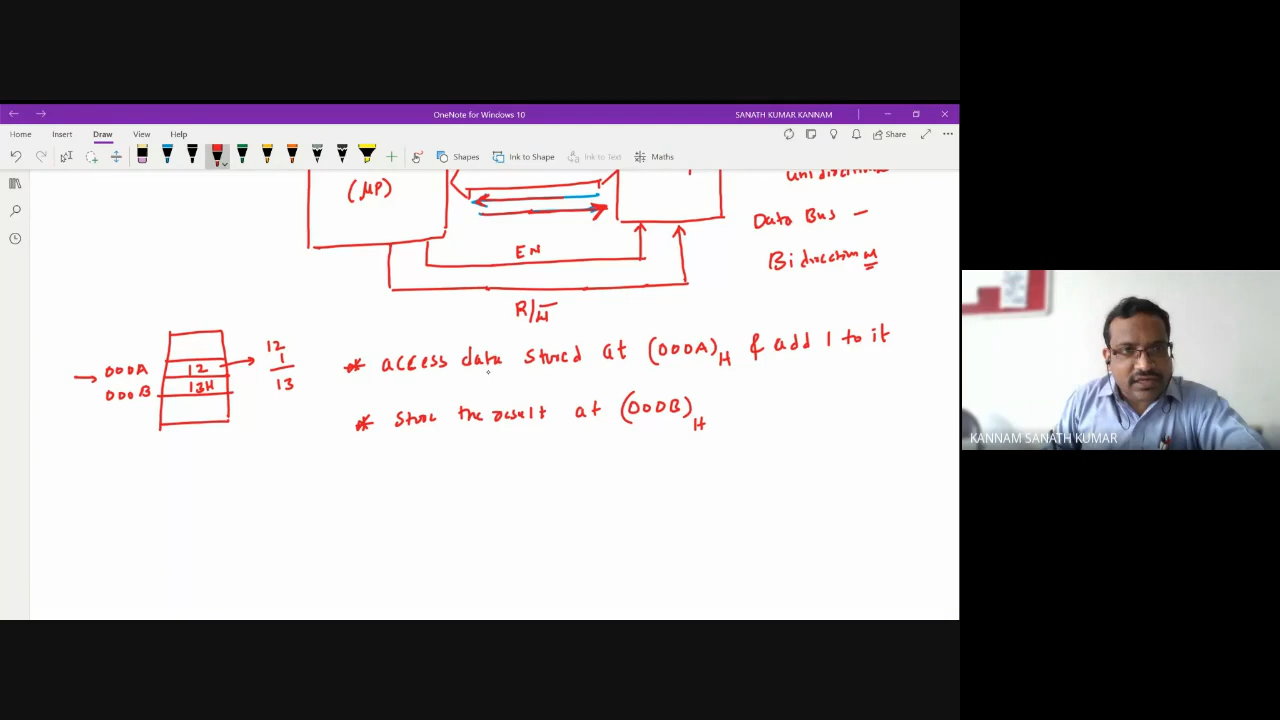 OneNote for Windows 10
SANATH KUMAR KANNAM
Home Insert Draw View Help
Share
Shapes Ink to Shape Ink to Text Maths
(μP)
Data Bus –
Bidirectional
EN
R/W̅
000A 12
000B 13H
12
1
13
* access data stored at (000A)H & add 1 to it
* store the result at (000B)H
KANNAM SANATH KUMAR